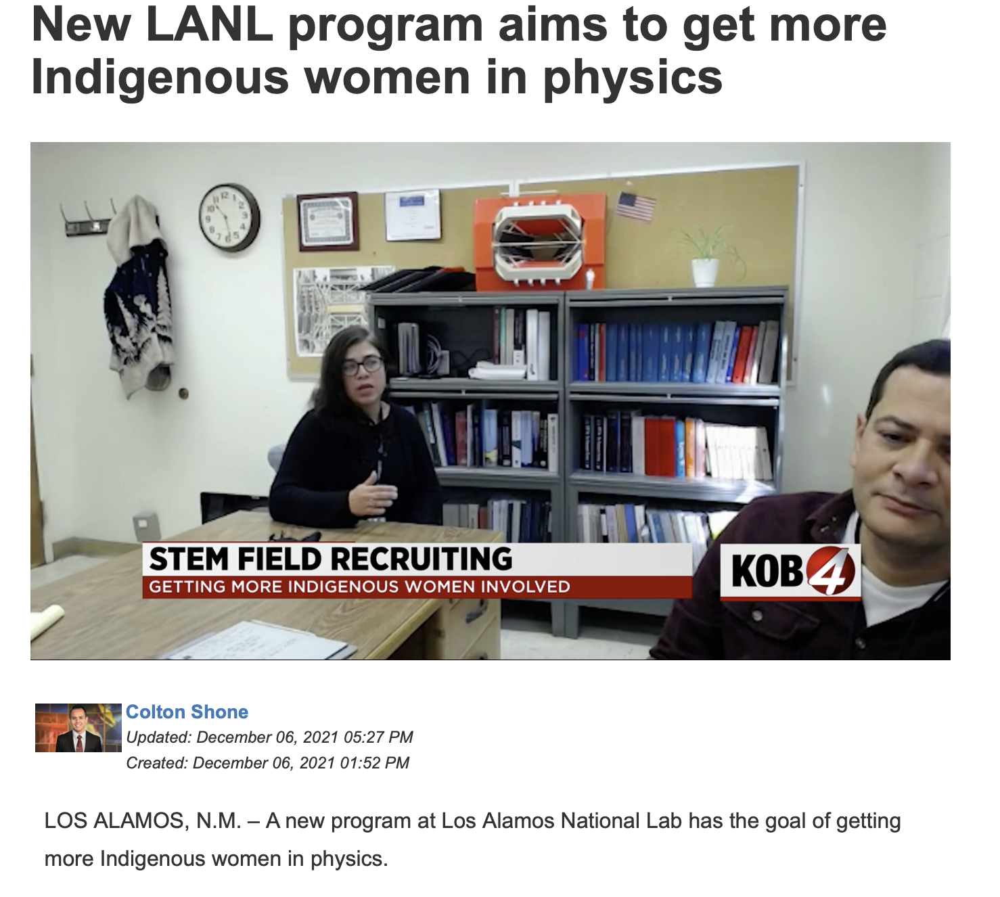 New LANL program aims to get more
Indigenous women in physics
STEM FIELD RECRUITING
GETTING MORE INDIGENOUS WOMEN INVOLVED
KOB4
Colton Shone
Updated: December 06, 2021 05:27 PM
Created: December 06, 2021 01:52 PM
LOS ALAMOS, N.M. – A new program at Los Alamos National Lab has the goal of getting
more Indigenous women in physics.